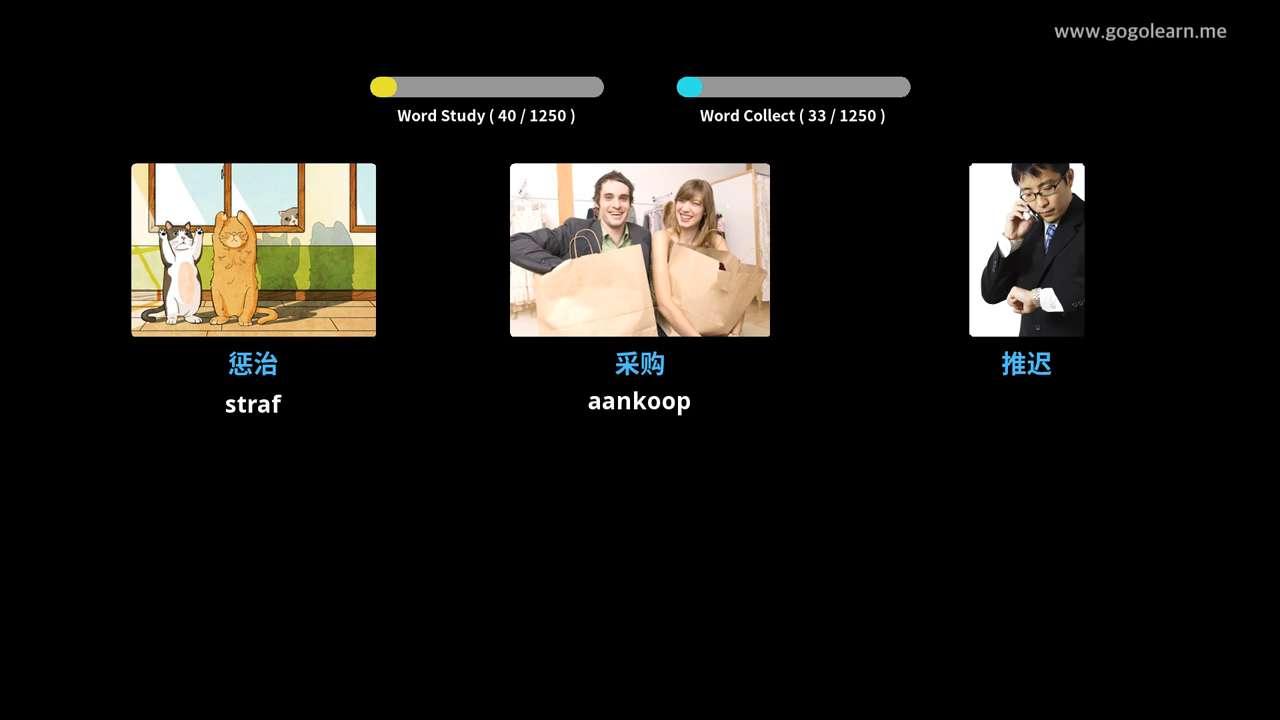 www.gogolearn.me
Word Study ( 40 / 1250 )
Word Collect ( 33 / 1250 )
惩治
straf
采购
aankoop
推迟